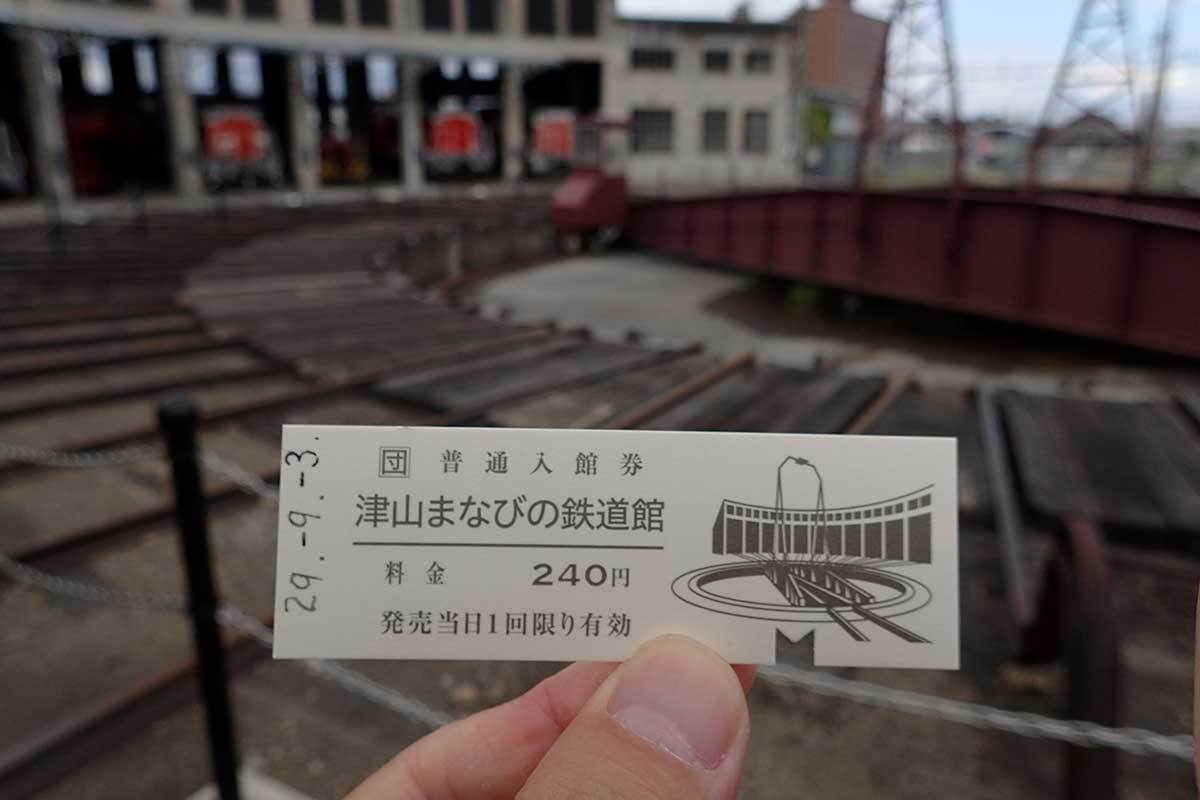 29.-9.-3.
団 普通入館券
津山まなびの鉄道館
料金 240円
発売当日1回限り有効